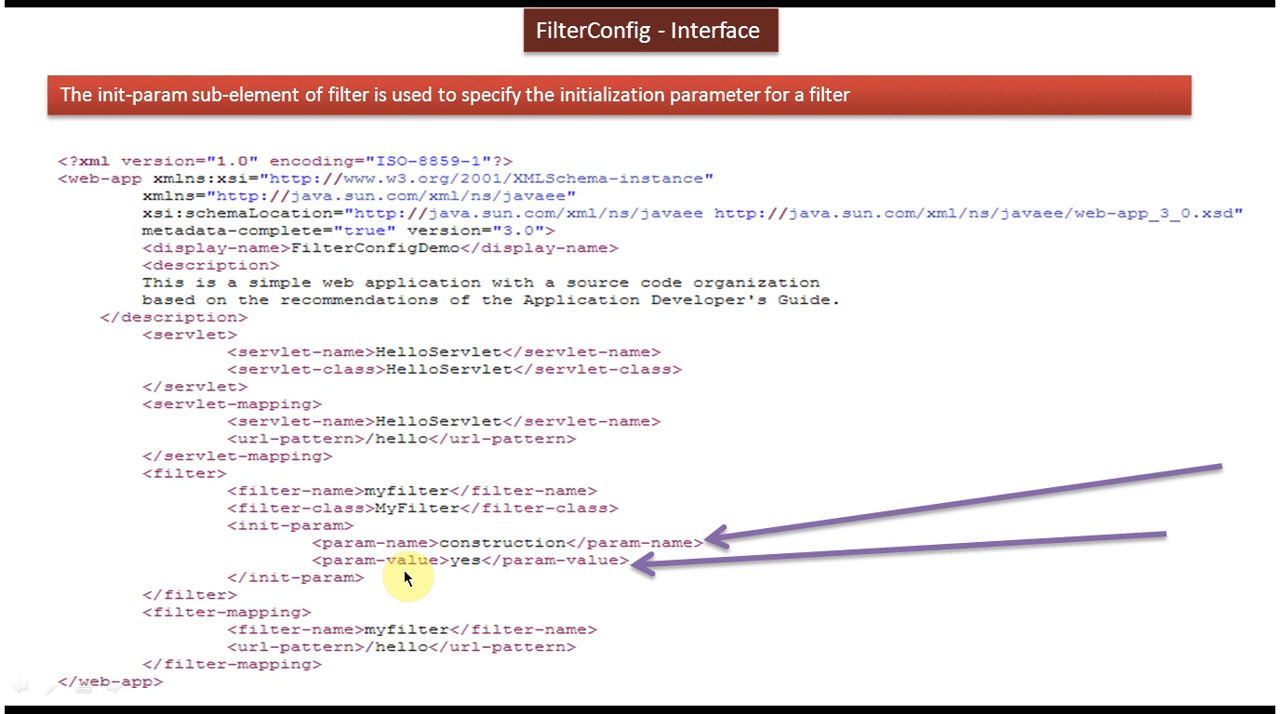 FilterConfig - Interface
The init-param sub-element of filter is used to specify the initialization parameter for a filter
<?xml version="1.0" encoding="ISO-8859-1"?>
<web-app xmlns:xsi="http://www.w3.org/2001/XMLSchema-instance"
xmlns="http://java.sun.com/xml/ns/javaee"
xsi:schemaLocation="http://java.sun.com/xml/ns/javaee http://java.sun.com/xml/ns/javaee/web-app_3_0.xsd"
metadata-complete="true" version="3.0">
<display-name>FilterConfigDemo</display-name>
<description>
This is a simple web application with a source code organization
based on the recommendations of the Application Developer's Guide.
</description>
<servlet>
<servlet-name>HelloServlet</servlet-name>
<servlet-class>HelloServlet</servlet-class>
</servlet>
<servlet-mapping>
<servlet-name>HelloServlet</servlet-name>
<url-pattern>/hello</url-pattern>
</servlet-mapping>
<filter>
<filter-name>myfilter</filter-name>
<filter-class>MyFilter</filter-class>
<init-param>
<param-name>construction</param-name>
<param-value>yes</param-value>
</init-param>
</filter>
<filter-mapping>
<filter-name>myfilter</filter-name>
<url-pattern>/hello</url-pattern>
</filter-mapping>
</web-app>